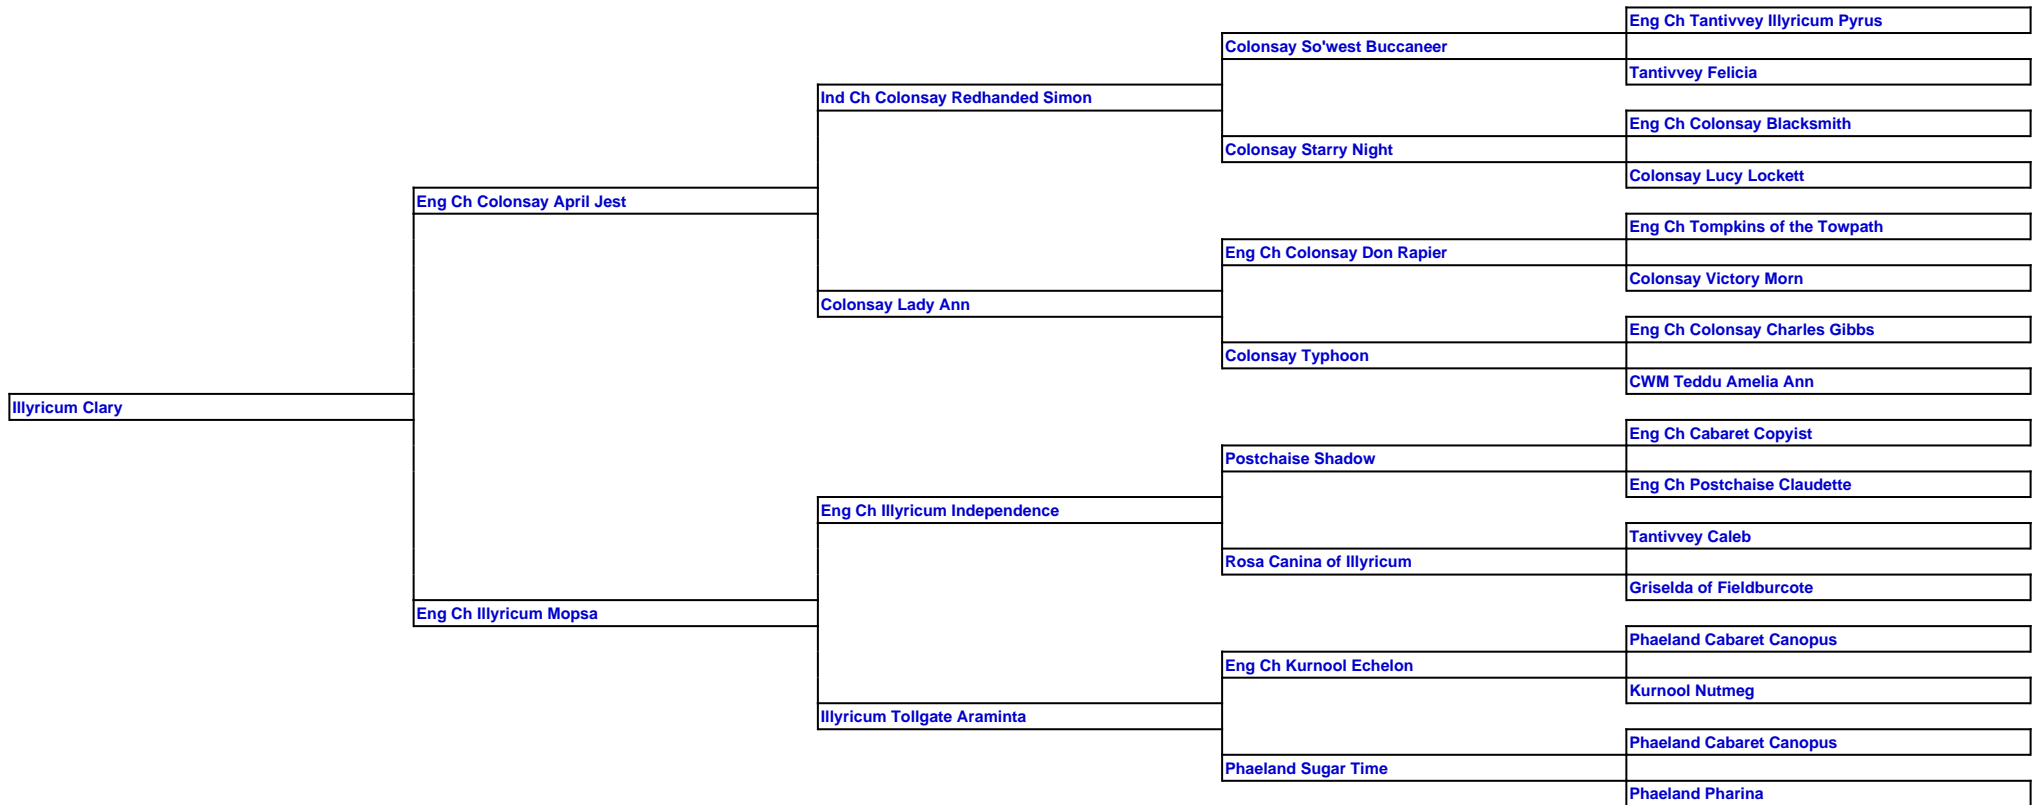 Eng Ch Tantivvey Illyricum Pyrus
Colonsay So'west Buccaneer
Tantivvey Felicia
Ind Ch Colonsay Redhanded Simon
Eng Ch Colonsay Blacksmith
Colonsay Starry Night
Colonsay Lucy Lockett
Eng Ch Colonsay April Jest
Eng Ch Tompkins of the Towpath
Eng Ch Colonsay Don Rapier
Colonsay Victory Morn
Colonsay Lady Ann
Eng Ch Colonsay Charles Gibbs
Colonsay Typhoon
CWM Teddu Amelia Ann
Illyricum Clary
Eng Ch Cabaret Copyist
Postchaise Shadow
Eng Ch Postchaise Claudette
Eng Ch Illyricum Independence
Tantivvey Caleb
Rosa Canina of Illyricum
Griselda of Fieldburcote
Eng Ch Illyricum Mopsa
Phaeland Cabaret Canopus
Eng Ch Kurnool Echelon
Kurnool Nutmeg
Illyricum Tollgate Araminta
Phaeland Cabaret Canopus
Phaeland Sugar Time
Phaeland Pharina